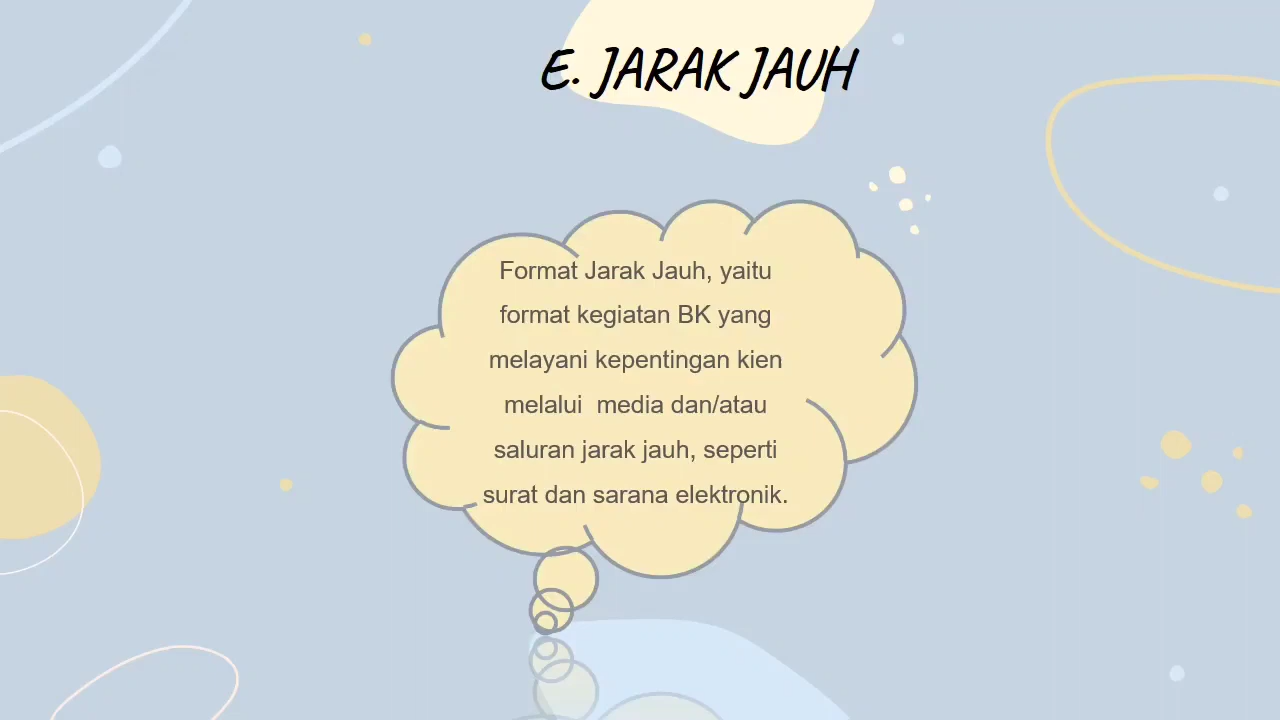 E. JARAK JAUH
Format Jarak Jauh, yaitu
format kegiatan BK yang
melayani kepentingan kien
melalui  media dan/atau
saluran jarak jauh, seperti
surat dan sarana elektronik.